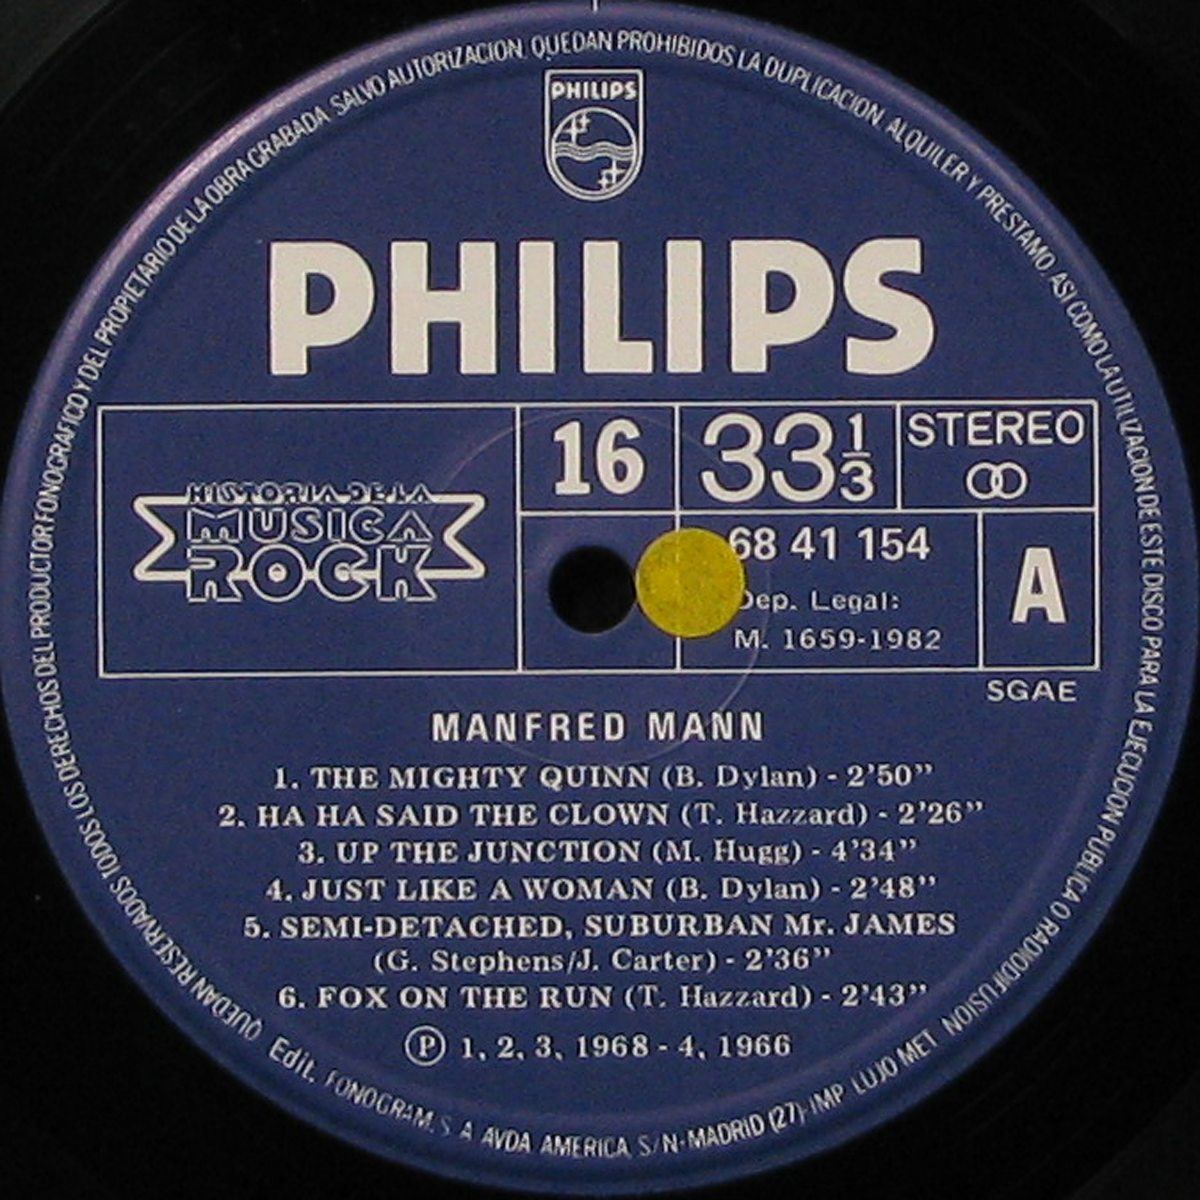 QUEDAN RESERVADOS TODOS LOS DERECHOS DEL PRODUCTOR FONOGRAFICO Y DEL PROPIETARIO DE LA OBRA GRABADA. SALVO AUTORIZACION, QUEDAN PROHIBIDOS LA DUPLICACION, ALQUILER Y PRESTAMO, ASI COMO LA UTILIZACION DE ESTE DISCO PARA LA EJECUCION PUBLICA O RADIODIFUSION
PHILIPS
PHILIPS
HISTORIA DE LA
MUSICA
ROCK
16
33 1/3
STEREO
68 41 154
Dep. Legal:
M. 1659-1982
A
SGAE
MANFRED MANN
1. THE MIGHTY QUINN (B. Dylan) - 2'50"
2. HA HA SAID THE CLOWN (T. Hazzard) - 2'26"
3. UP THE JUNCTION (M. Hugg) - 4'34"
4. JUST LIKE A WOMAN (B. Dylan) - 2'48"
5. SEMI-DETACHED, SUBURBAN Mr. JAMES
(G. Stephens/J. Carter) - 2'36"
6. FOX ON THE RUN (T. Hazzard) - 2'43"
Ⓟ 1, 2, 3, 1968 - 4, 1966
Edit. FONOGRAM, S. A. AVDA AMERICA, S/N - MADRID (27) - IMP. LUJO MET